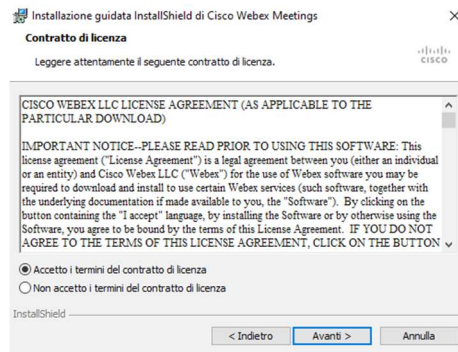 Installazione guidata InstallShield di Cisco Webex Meetings
Contratto di licenza
Leggere attentamente il seguente contratto di licenza.
CISCO
CISCO WEBEX LLC LICENSE AGREEMENT (AS APPLICABLE TO THE
PARTICULAR DOWNLOAD)
IMPORTANT NOTICE--PLEASE READ PRIOR TO USING THIS SOFTWARE: This
license agreement ("License Agreement") is a legal agreement between you (either an individual
or an entity) and Cisco Webex LLC ("Webex") for the use of Webex software you may be
required to download and install to use certain Webex services (such software, together with
the underlying documentation if made available to you, the "Software"). By clicking on the
button containing the "I accept" language, by installing the Software or by otherwise using the
Software, you agree to be bound by the terms of this License Agreement. IF YOU DO NOT
AGREE TO THE TERMS OF THIS LICENSE AGREEMENT, CLICK ON THE BUTTON
Accetto i termini del contratto di licenza
Non accetto i termini del contratto di licenza
InstallShield
< Indietro
Avanti >
Annulla